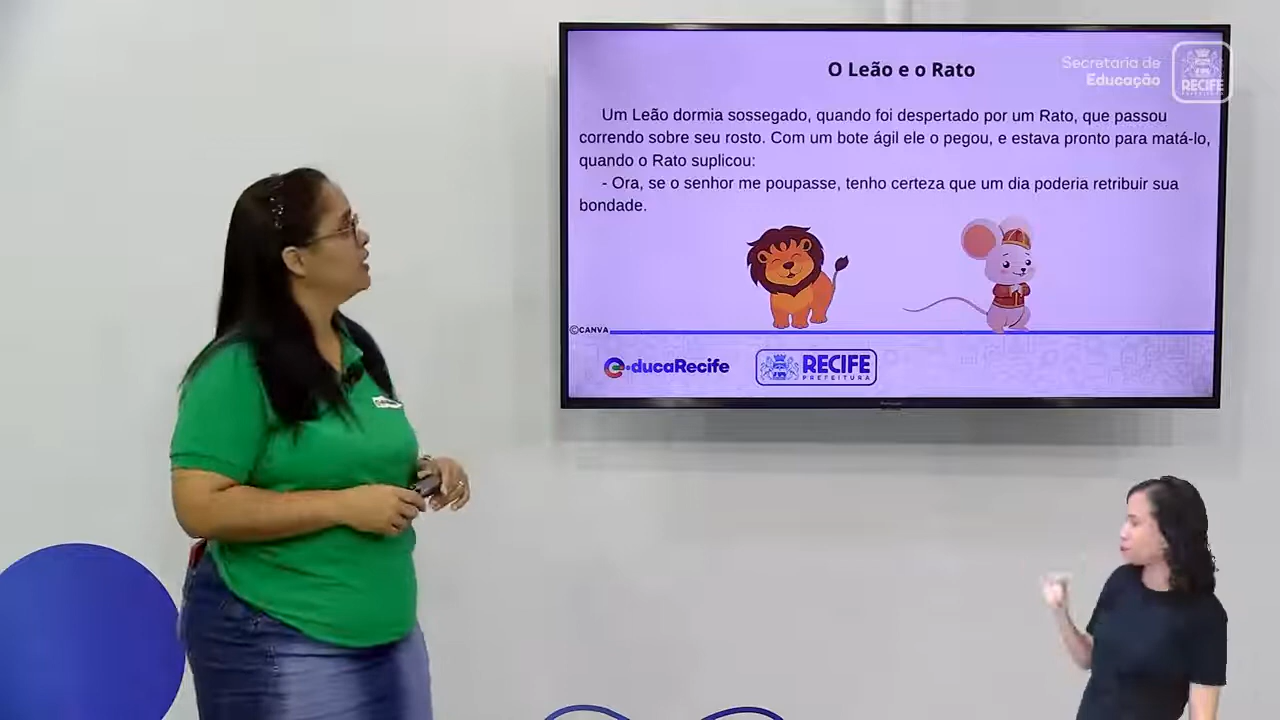 O Leão e o Rato
Secretaria de
Educação
RECIFE
PREFEITURA
Um Leão dormia sossegado, quando foi despertado por um Rato, que passou
correndo sobre seu rosto. Com um bote ágil ele o pegou, e estava pronto para matá-lo,
quando o Rato suplicou:
- Ora, se o senhor me poupasse, tenho certeza que um dia poderia retribuir sua
bondade.
©CANVA
EducaRecife
RECIFE
PREFEITURA